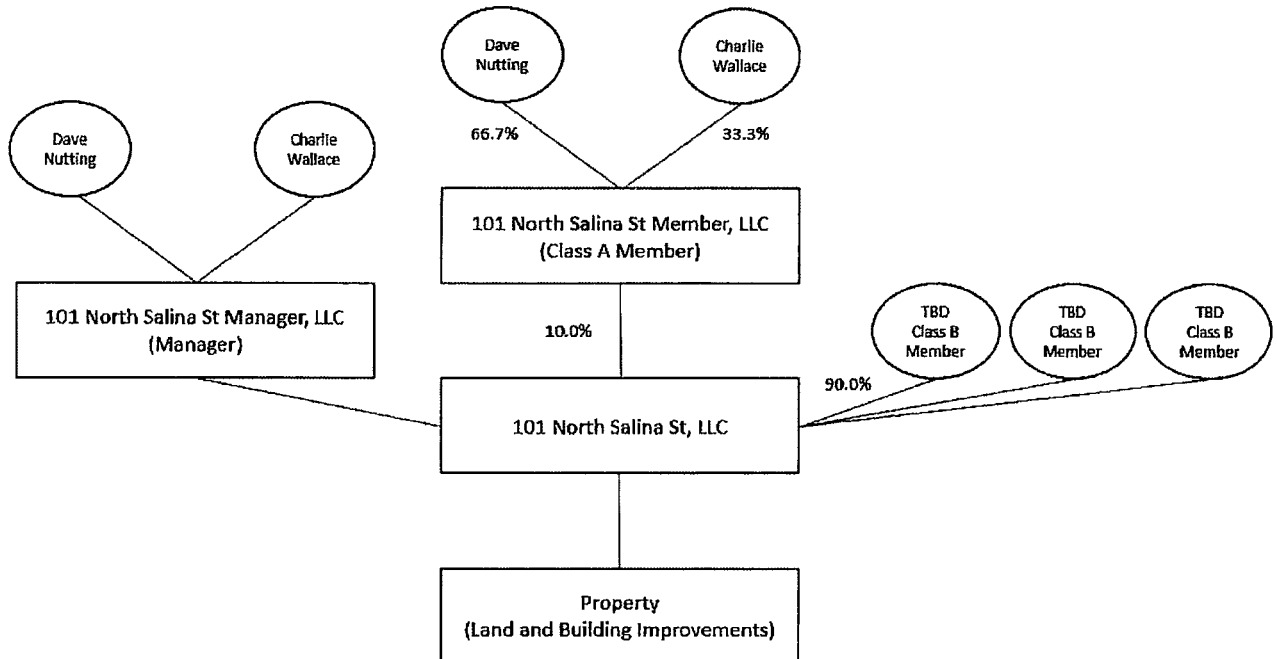 Dave
Nutting
Charlie
Wallace
66.7%
33.3%
Dave
Nutting
Charlie
Wallace
101 North Salina St Member, LLC
(Class A Member)
101 North Salina St Manager, LLC
(Manager)
10.0%
TBD
Class B
Member
TBD
Class B
Member
TBD
Class B
Member
90.0%
101 North Salina St, LLC
Property
(Land and Building Improvements)